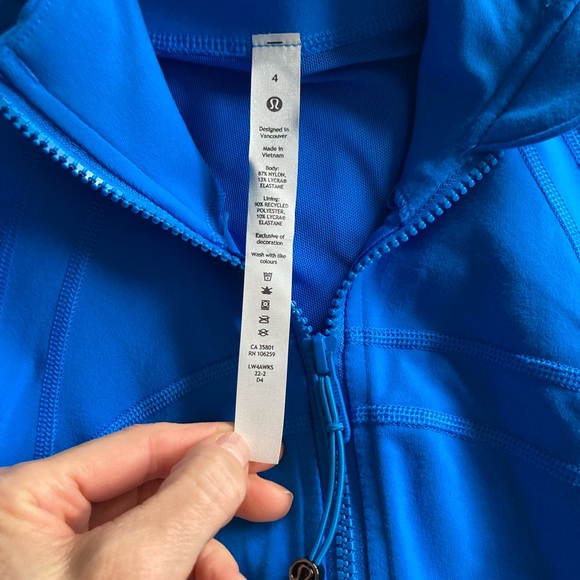 4
Designed in
Vancouver
Made in
Vietnam
Body:
87% NYLON,
13% LYCRA®
ELASTANE
Lining:
90% RECYCLED
POLYESTER,
10% LYCRA®
ELASTANE
Exclusive of
decoration
Wash with like
colours
CA 35801
RN 106259
LW4AWKS
22-2
D4